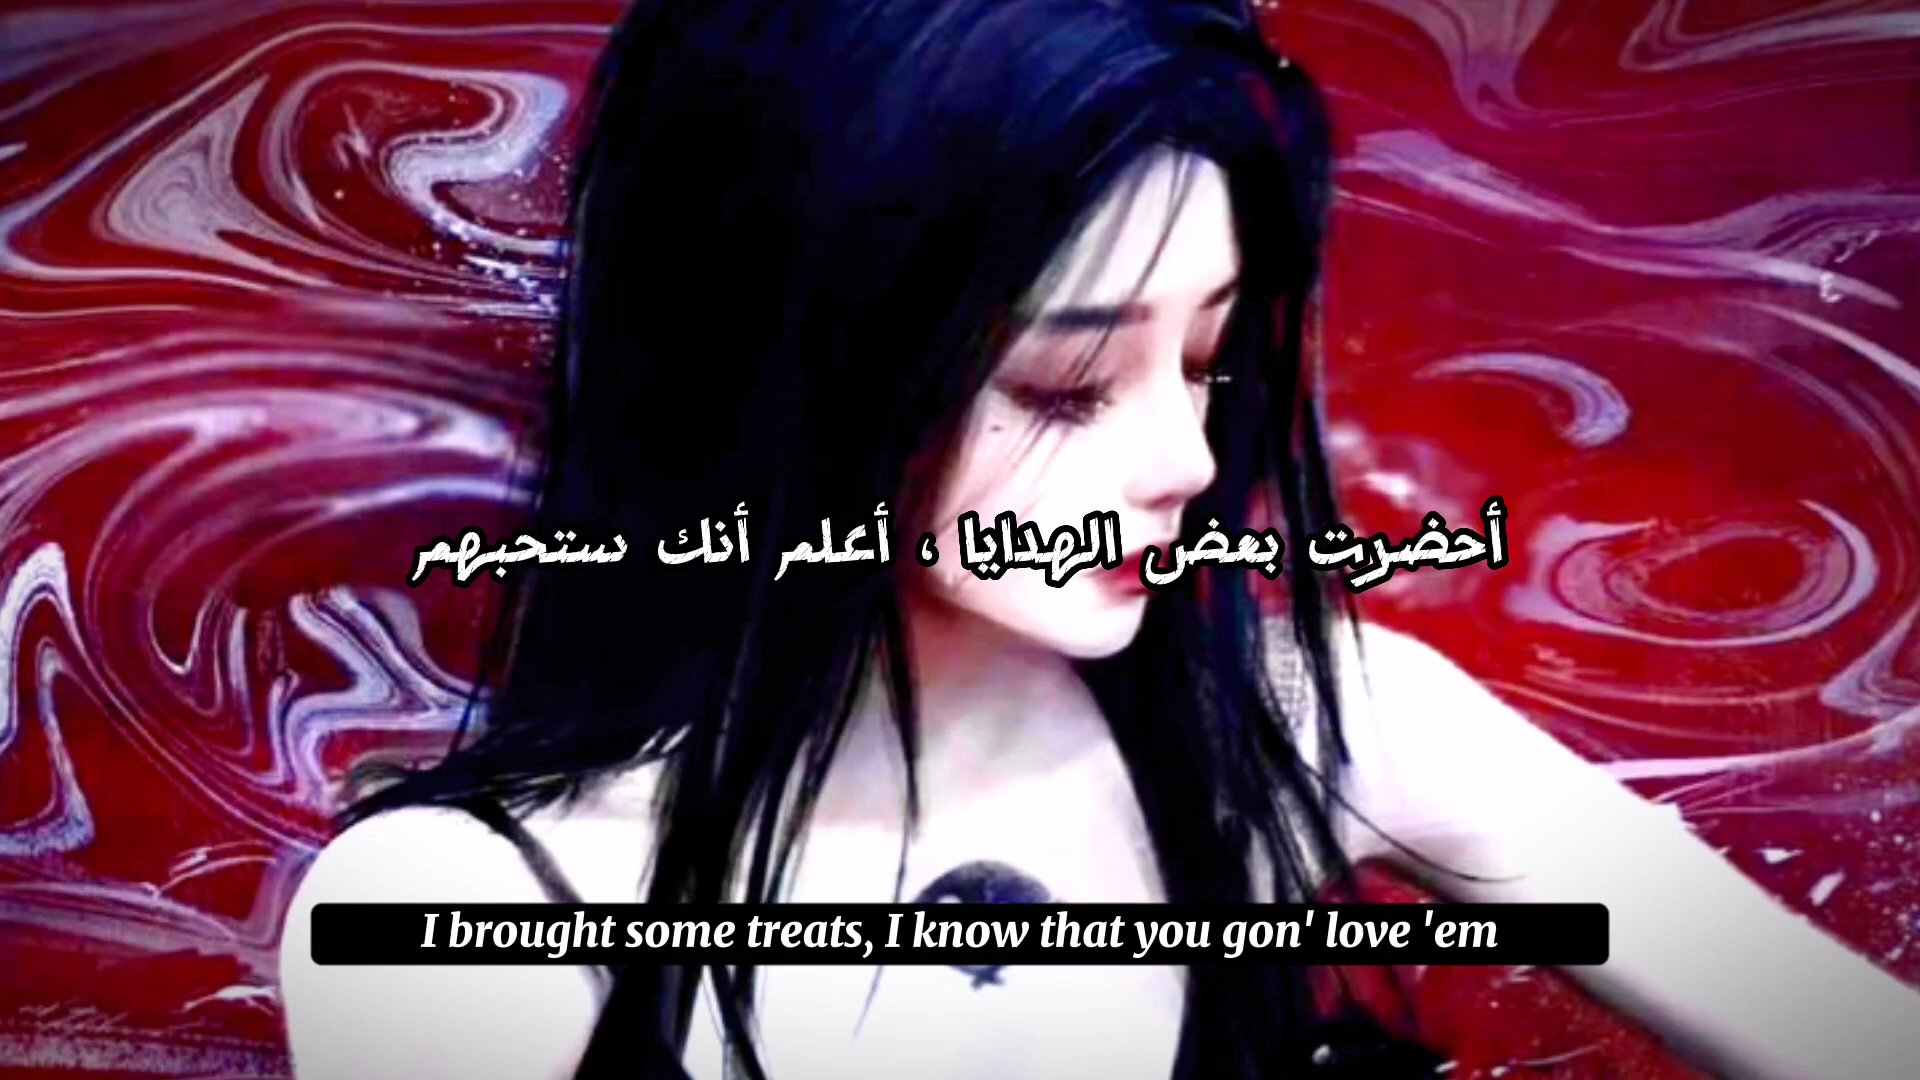 أحضرت بعض الهدايا ، أعلم أنك ستحبهم
I brought some treats, I know that you gon' love 'em